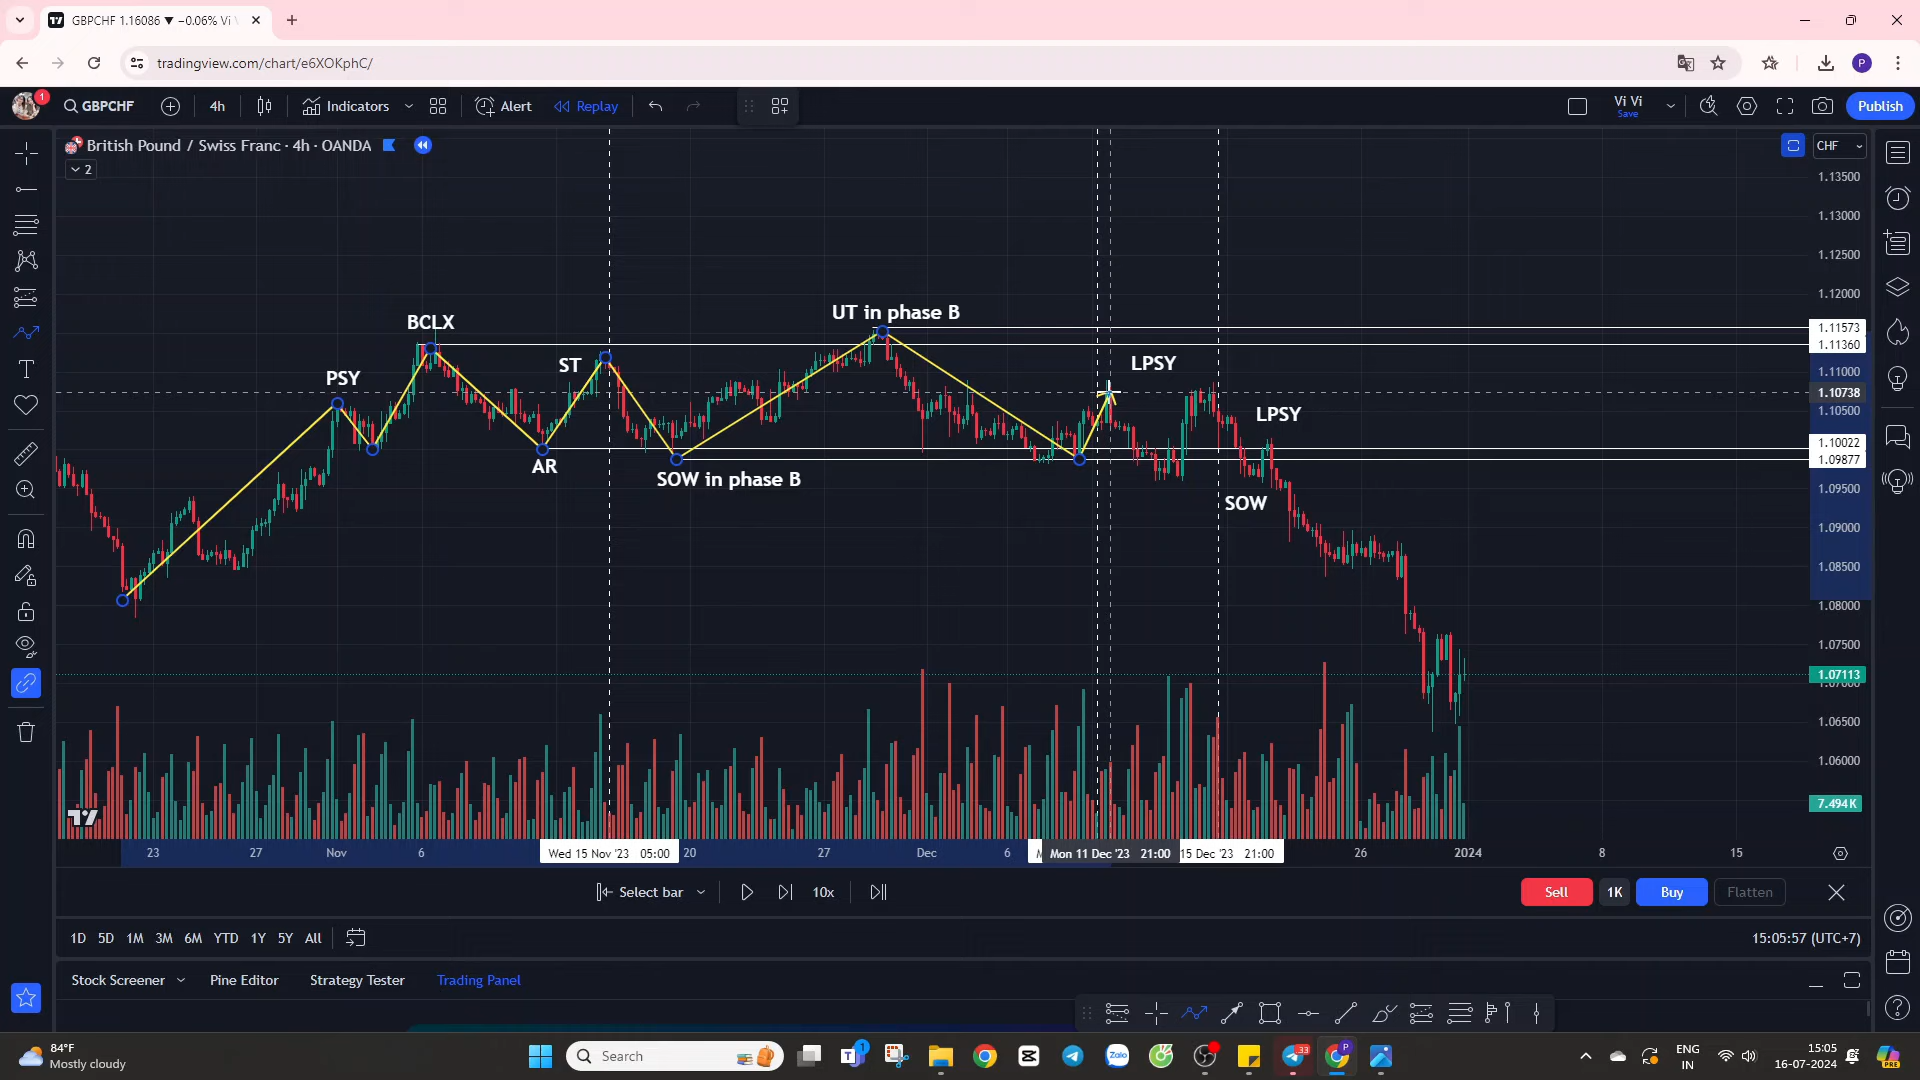 GBPCHF 1.16086 ▼ −0.06% Vi V
tradingview.com/chart/e6XOKphC/
P
1
GBPCHF
4h
Indicators
Alert
Replay
Vi Vi
Save
Publish
British Pound / Swiss Franc · 4h · OANDA
CHF
2
1.13500
1.13000
1.12500
1.12000
1.11573
1.11360
1.11000
1.10738
1.10500
1.10022
1.09877
1.09500
1.09000
1.08500
1.08000
1.07500
1.07113
1.07000
1.06500
1.06000
7.494K
UT in phase B
BCLX
ST
LPSY
PSY
LPSY
AR
SOW in phase B
SOW
23
27
Nov
6
Wed 15 Nov '23 05:00
20
27
Dec
6
Mon 11 Dec '23 21:00
15 Dec '23 21:00
26
2024
8
15
Select bar
10x
Sell
1K
Buy
Flatten
1D
5D
1M
3M
6M
YTD
1Y
5Y
All
15:05:57 (UTC+7)
Stock Screener
Pine Editor
Strategy Tester
Trading Panel
84°F
Mostly cloudy
Search
1
Zalo
33
P
ENG
IN
15:05
16-07-2024
PRE